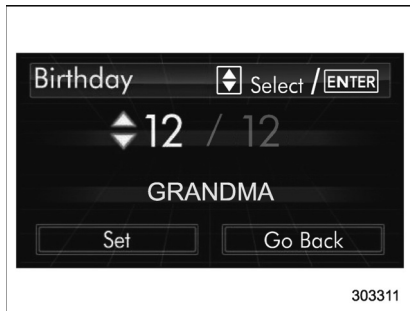 Birthday Select / ENTER
12 / 12
GRANDMA
Set Go Back
303311